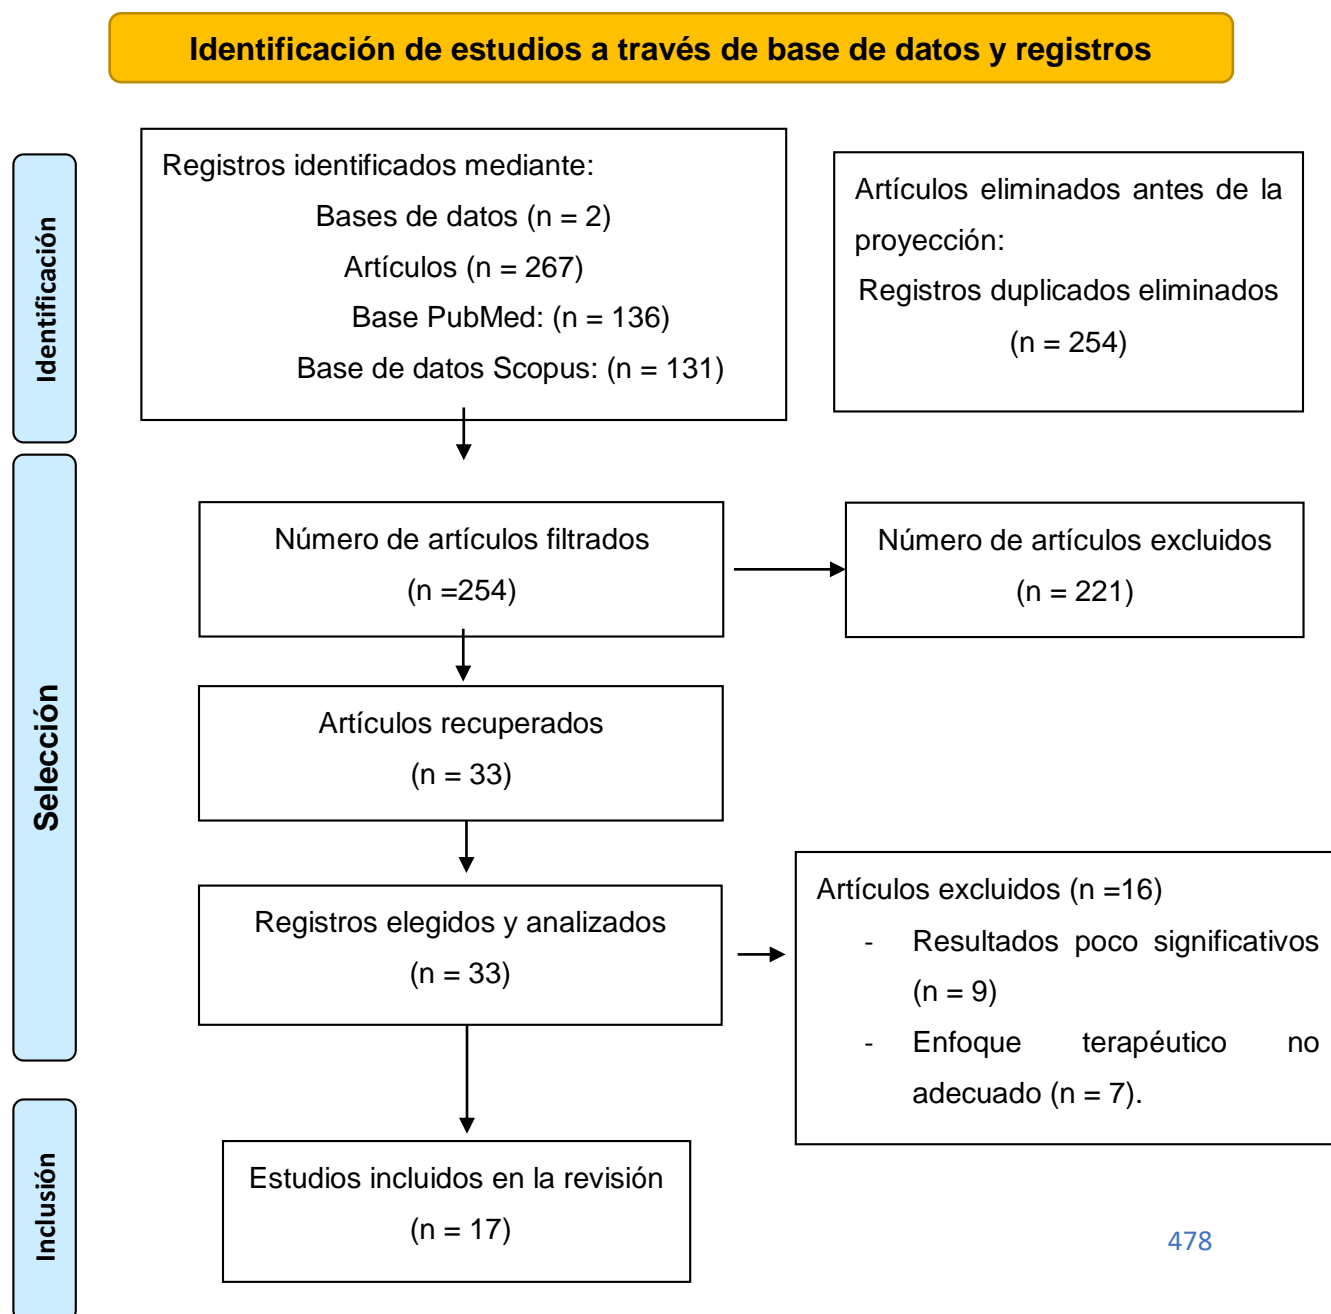 Identificación de estudios a través de base de datos y registros
Identificación
Registros identificados mediante:
Bases de datos (n = 2)
Artículos (n = 267)
Base PubMed: (n = 136)
Base de datos Scopus: (n = 131)
Artículos eliminados antes de la
proyección:
Registros duplicados eliminados
(n = 254)
Selección
Número de artículos filtrados
(n =254)
Número de artículos excluidos
(n = 221)
Artículos recuperados
(n = 33)
Registros elegidos y analizados
(n = 33)
Artículos excluidos (n =16)
- Resultados poco significativos
(n = 9)
- Enfoque terapéutico no
adecuado (n = 7).
Inclusión
Estudios incluidos en la revisión
(n = 17)
478